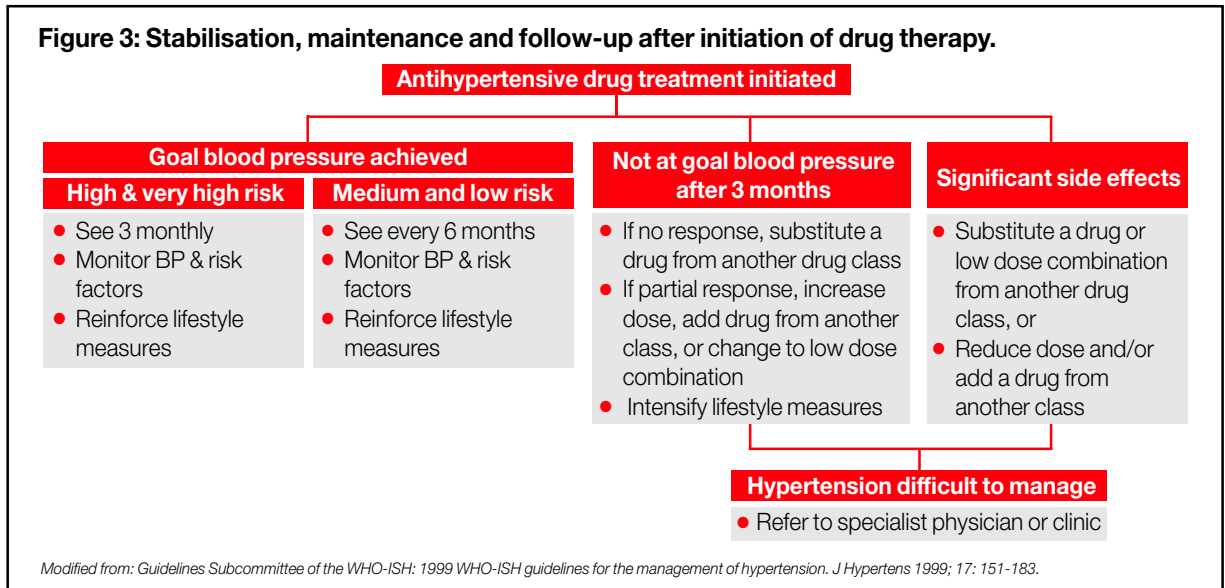 Figure 3: Stabilisation, maintenance and follow-up after initiation of drug therapy.
Antihypertensive drug treatment initiated
Goal blood pressure achieved
High & very high risk
• See 3 monthly
• Monitor BP & risk
factors
• Reinforce lifestyle
measures
Medium and low risk
• See every 6 months
• Monitor BP & risk
factors
• Reinforce lifestyle
measures
Not at goal blood pressure
after 3 months
• If no response, substitute a
drug from another drug class
• If partial response, increase
dose, add drug from another
class, or change to low dose
combination
• Intensify lifestyle measures
Significant side effects
• Substitute a drug or
low dose combination
from another drug
class, or
• Reduce dose and/or
add a drug from
another class
Hypertension difficult to manage
• Refer to specialist physician or clinic
Modified from: Guidelines Subcommittee of the WHO-ISH: 1999 WHO-ISH guidelines for the management of hypertension. J Hypertens 1999; 17: 151-183.